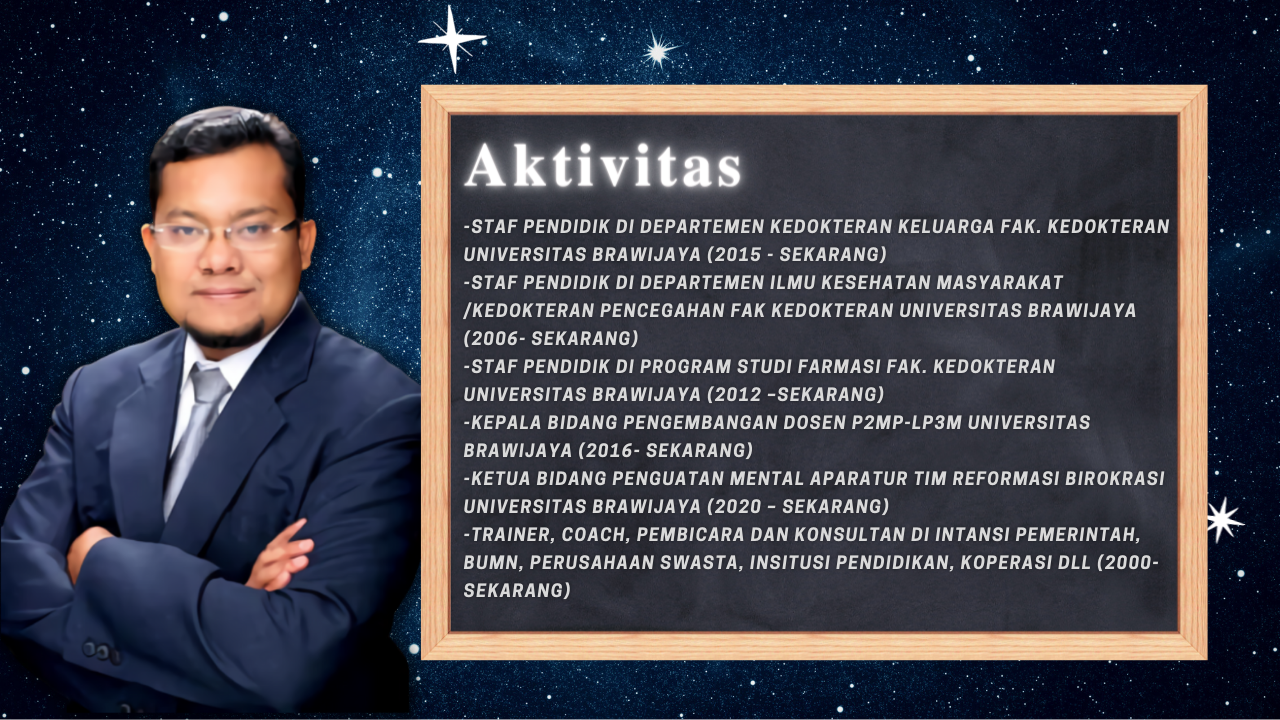 Aktivitas
-STAF PENDIDIK DI DEPARTEMEN KEDOKTERAN KELUARGA FAK. KEDOKTERAN
UNIVERSITAS BRAWIJAYA (2015 - SEKARANG)
-STAF PENDIDIK DI DEPARTEMEN ILMU KESEHATAN MASYARAKAT
/KEDOKTERAN PENCEGAHAN FAK KEDOKTERAN UNIVERSITAS BRAWIJAYA
(2006- SEKARANG)
-STAF PENDIDIK DI PROGRAM STUDI FARMASI FAK. KEDOKTERAN
UNIVERSITAS BRAWIJAYA (2012 –SEKARANG)
-KEPALA BIDANG PENGEMBANGAN DOSEN P2MP-LP3M UNIVERSITAS
BRAWIJAYA (2016- SEKARANG)
-KETUA BIDANG PENGUATAN MENTAL APARATUR TIM REFORMASI BIROKRASI
UNIVERSITAS BRAWIJAYA (2020 – SEKARANG)
-TRAINER, COACH, PEMBICARA DAN KONSULTAN DI INTANSI PEMERINTAH,
BUMN, PERUSAHAAN SWASTA, INSITUSI PENDIDIKAN, KOPERASI DLL (2000-
SEKARANG)